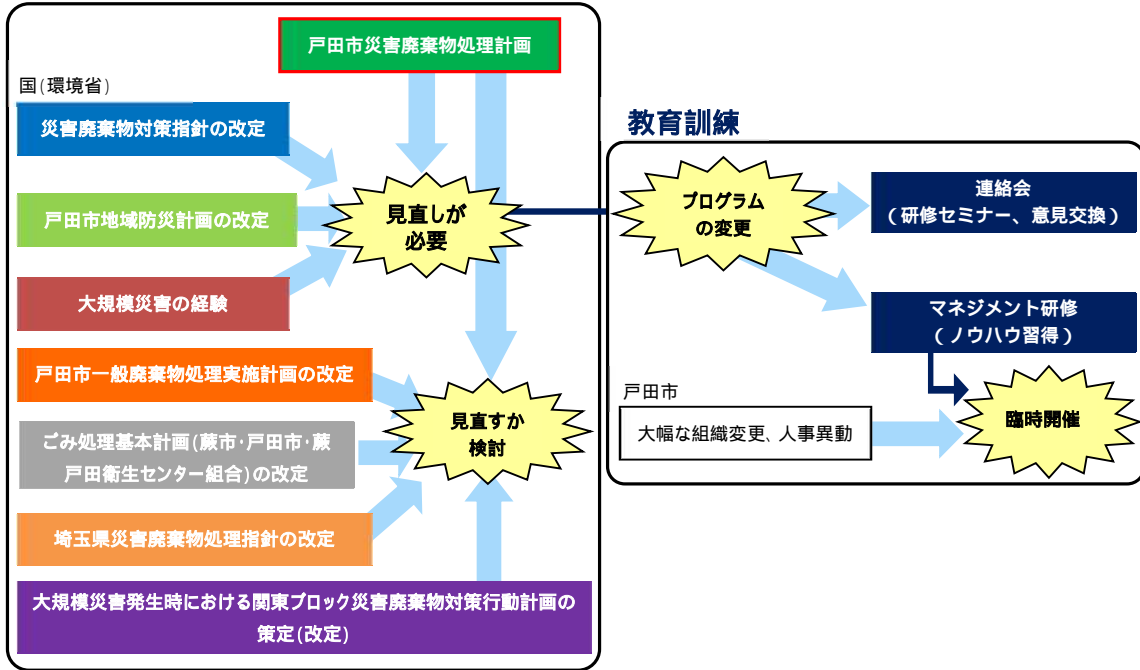 戸田市災害廃棄物処理計画
国(環境省)
災害廃棄物対策指針の改定
戸田市地域防災計画の改定
大規模災害の経験
見直しが
必要
戸田市一般廃棄物処理実施計画の改定
ごみ処理基本計画(蕨市・戸田市・蕨
戸田衛生センター組合)の改定
埼玉県災害廃棄物処理指針の改定
見直すか
検討
大規模災害発生時における関東ブロック災害廃棄物対策行動計画の
策定(改定)
教育訓練
プログラム
の変更
連絡会
(研修セミナー、意見交換)
マネジメント研修
(ノウハウ習得)
戸田市
大幅な組織変更、人事異動
臨時開催